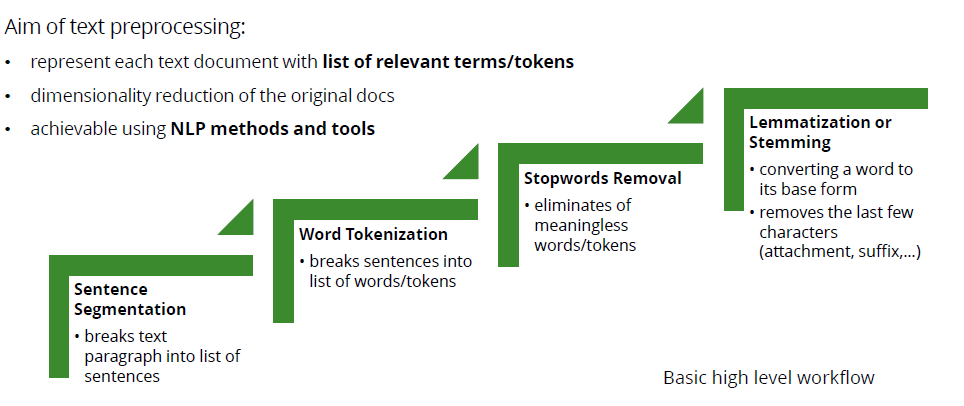 Aim of text preprocessing:
• represent each text document with list of relevant terms/tokens
• dimensionality reduction of the original docs
• achievable using NLP methods and tools
Sentence
Segmentation
• breaks text
paragraph into list of
sentences
Word Tokenization
• breaks sentences into
list of words/tokens
Stopwords Removal
• eliminates of
meaningless
words/tokens
Lemmatization or
Stemming
• converting a word to
its base form
• removes the last few
characters
(attachment, suffix,...)
Basic high level workflow